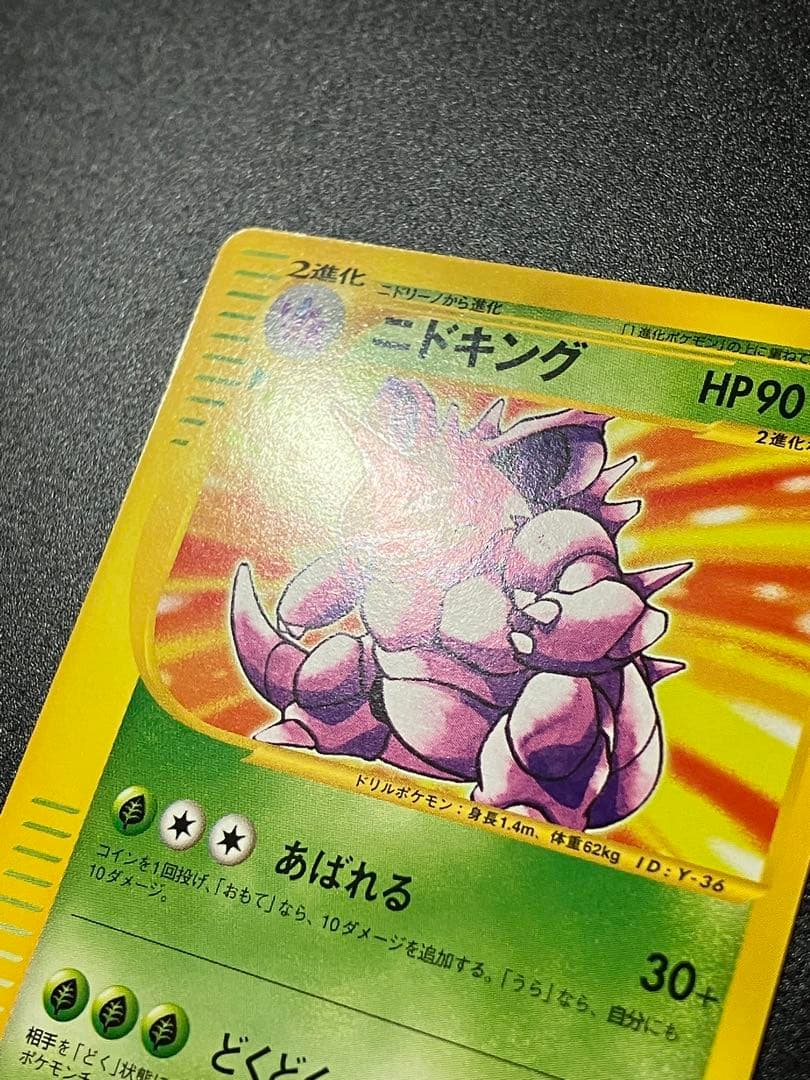 2進化
ニドリーノから進化
「1進化ポケモン」の上に重ねて
ニドキング
HP90
2進化
ドリルポケモン:身長1.4m、体重62kg ID:Y-36
あばれる
コインを1回投げ、「おもて」なら、10ダメージを追加する。「うら」なら、自分にも
10ダメージ。
30+
どくどく
相手を「どく」状態に
ポケモンチ